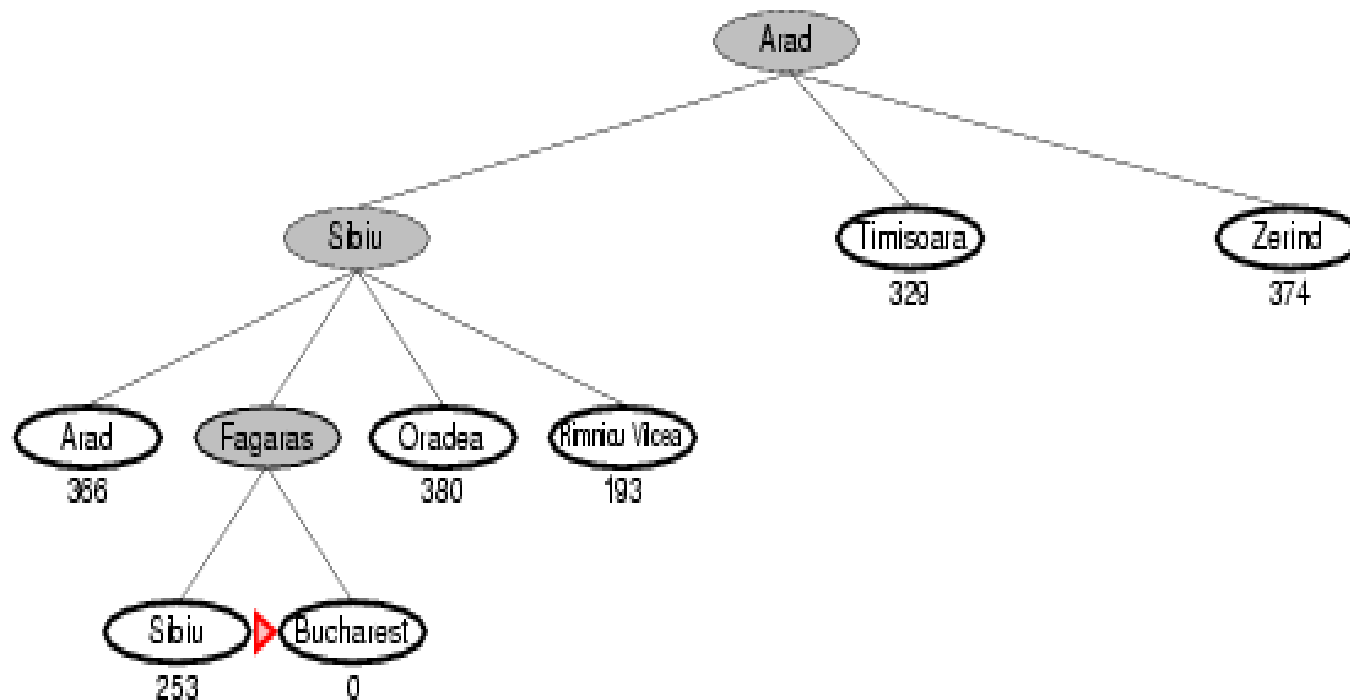 Arad
Sibiu
Timisoara
Zerind
329
374
Arad
Fagaras
Oradea
Rimnicu Vilcea
366
380
193
Sibiu
Bucharest
253
0